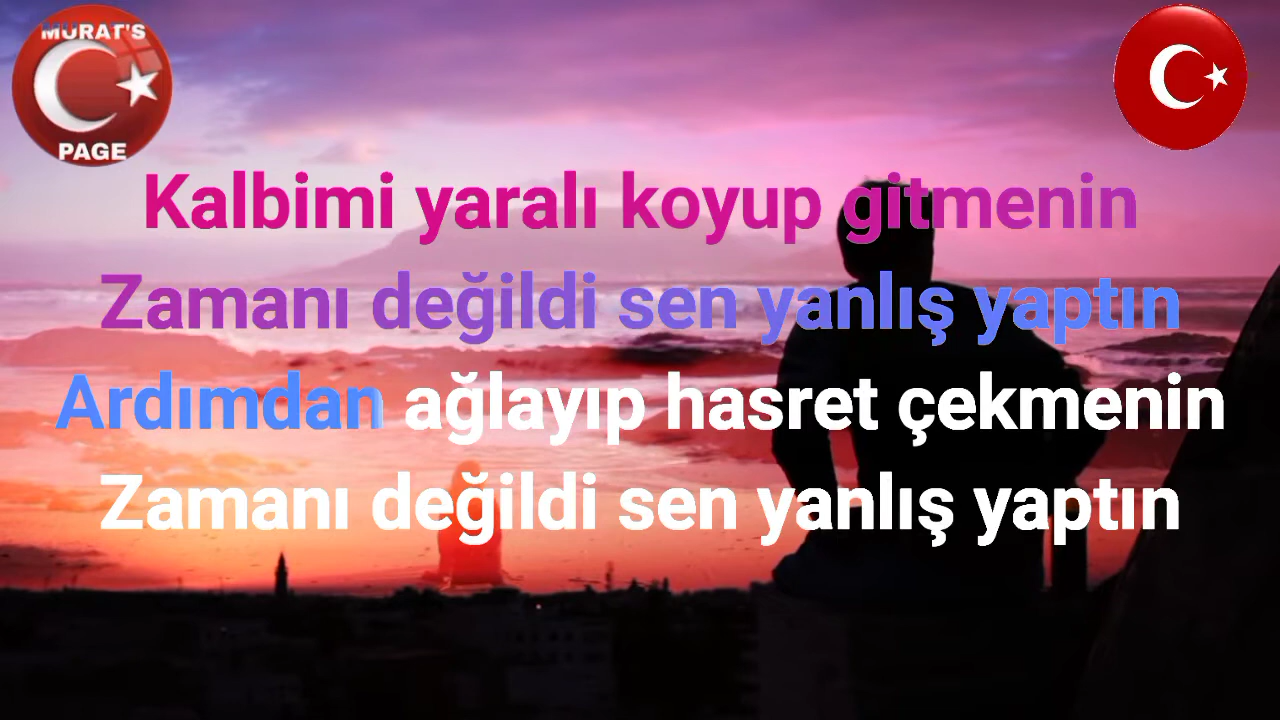 MURAT'S
PAGE
Kalbimi yaralı koyup gitmenin
Zamanı değildi sen yanlış yaptın
Ardımdan ağlayıp hasret çekmenin
Zamanı değildi sen yanlış yaptın